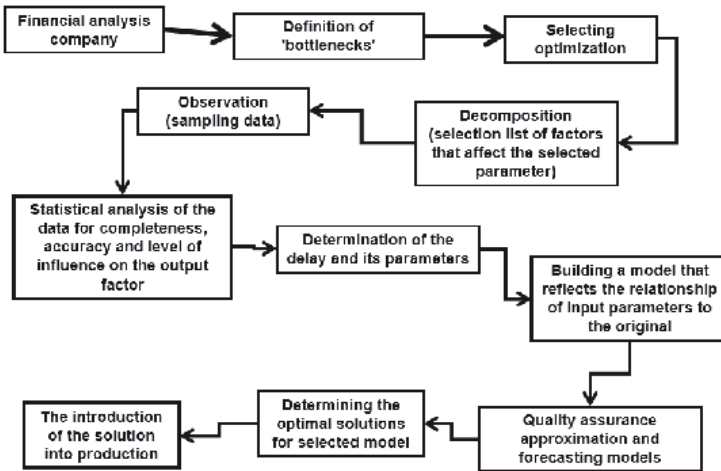 Financial analysis
company
Definition of
'bottlenecks'
Selecting
optimization
Decomposition
(selection list of factors
that affect the selected
parameter)
Observation
(sampling data)
Statistical analysis of the
data for completeness,
accuracy and level of
influence on the output
factor
Determination of the
delay and its parameters
Building a model that
reflects the relationship
of input parameters to
the original
Quality assurance
approximation and
forecasting models
Determining the
optimal solutions
for selected model
The introduction
of the solution
into production